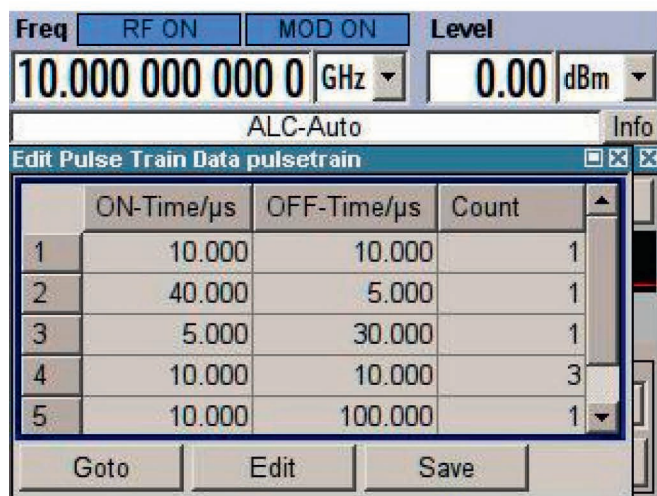 Freq RF ON MOD ON Level
10.000 000 000 0 GHz 0.00 dBm
ALC-Auto Info
Edit Pulse Train Data pulsetrain
ON-Time/µs OFF-Time/µs Count
1 10.000 10.000 1
2 40.000 5.000 1
3 5.000 30.000 1
4 10.000 10.000 3
5 10.000 100.000 1
Goto Edit Save